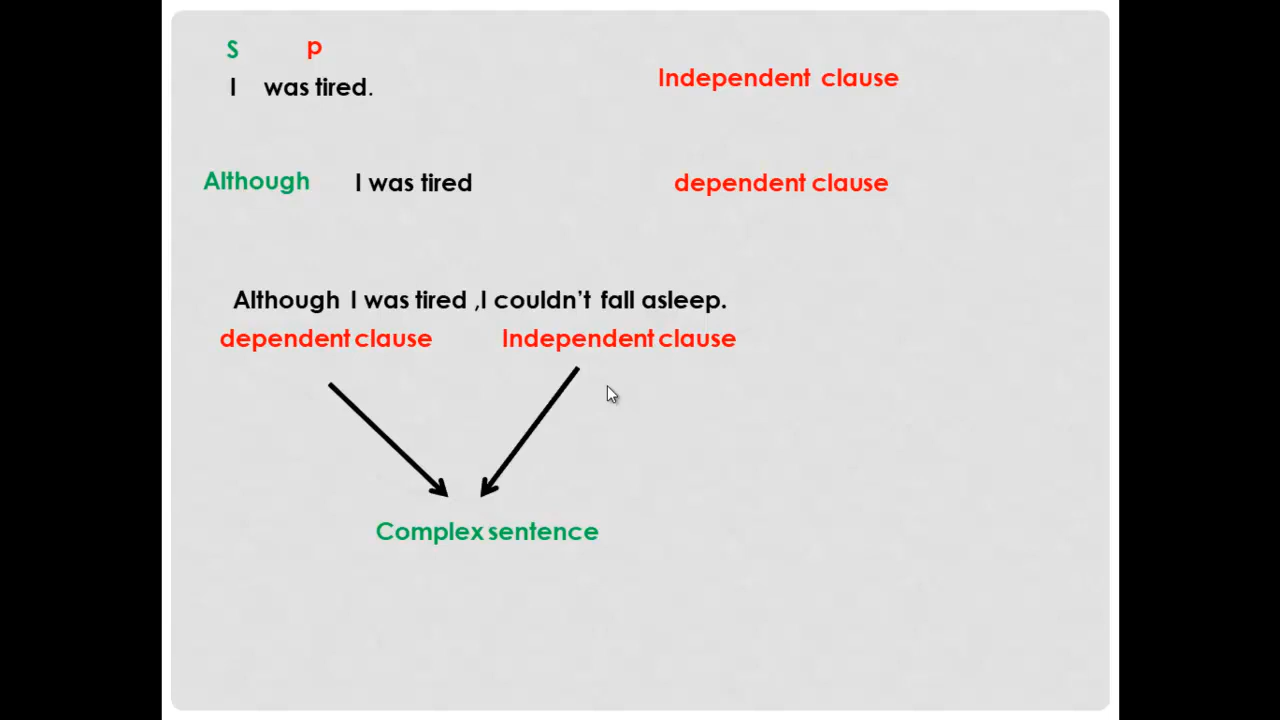 S p
I was tired.
Independent clause
Although I was tired
dependent clause
Although I was tired ,I couldn't fall asleep.
dependent clause Independent clause
Complex sentence